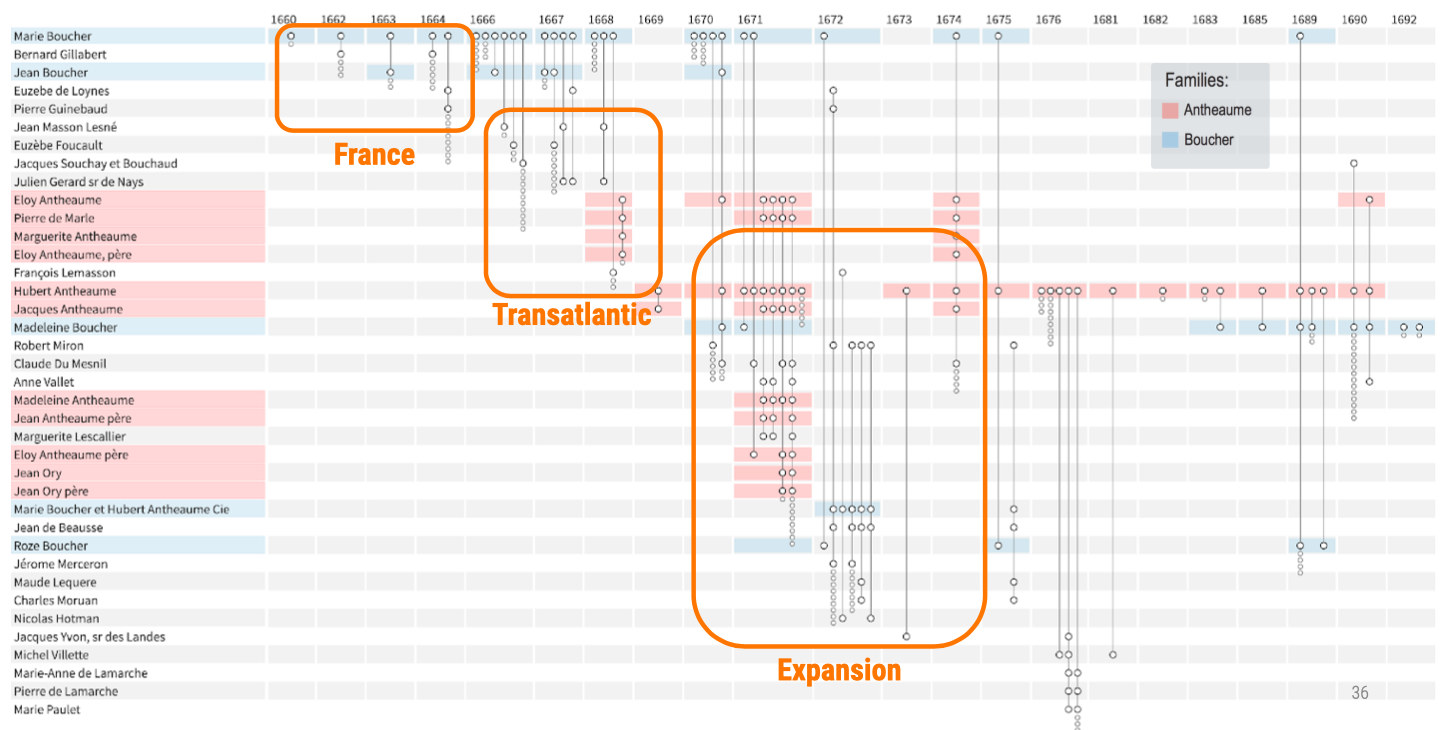 1660 1662 1663 1664 1666 1667 1668 1669 1670 1671 1672 1673 1674 1675 1676 1681 1682 1683 1685 1689 1690 1692
Marie Boucher
Bernard Gillabert
Jean Boucher
Euzebe de Loynes
Pierre Guinebaud
Jean Masson Lesné
Euzèbe Foucault
Jacques Souchay et Bouchaud
Julien Gerard sr de Nays
Eloy Antheaume
Pierre de Marle
Marguerite Antheaume
Eloy Antheaume, père
François Lemasson
Hubert Antheaume
Jacques Antheaume
Madeleine Boucher
Robert Miron
Claude Du Mesnil
Anne Vallet
Madeleine Antheaume
Jean Antheaume père
Marguerite Lescallier
Eloy Antheaume père
Jean Ory
Jean Ory père
Marie Boucher et Hubert Antheaume Cie
Jean de Beausse
Roze Boucher
Jérome Merceron
Maude Lequere
Charles Moruan
Nicolas Hotman
Jacques Yvon, sr des Landes
Michel Villette
Marie-Anne de Lamarche
Pierre de Lamarche
Marie Paulet
France
Transatlantic
Expansion
Families:
Antheaume
Boucher
36